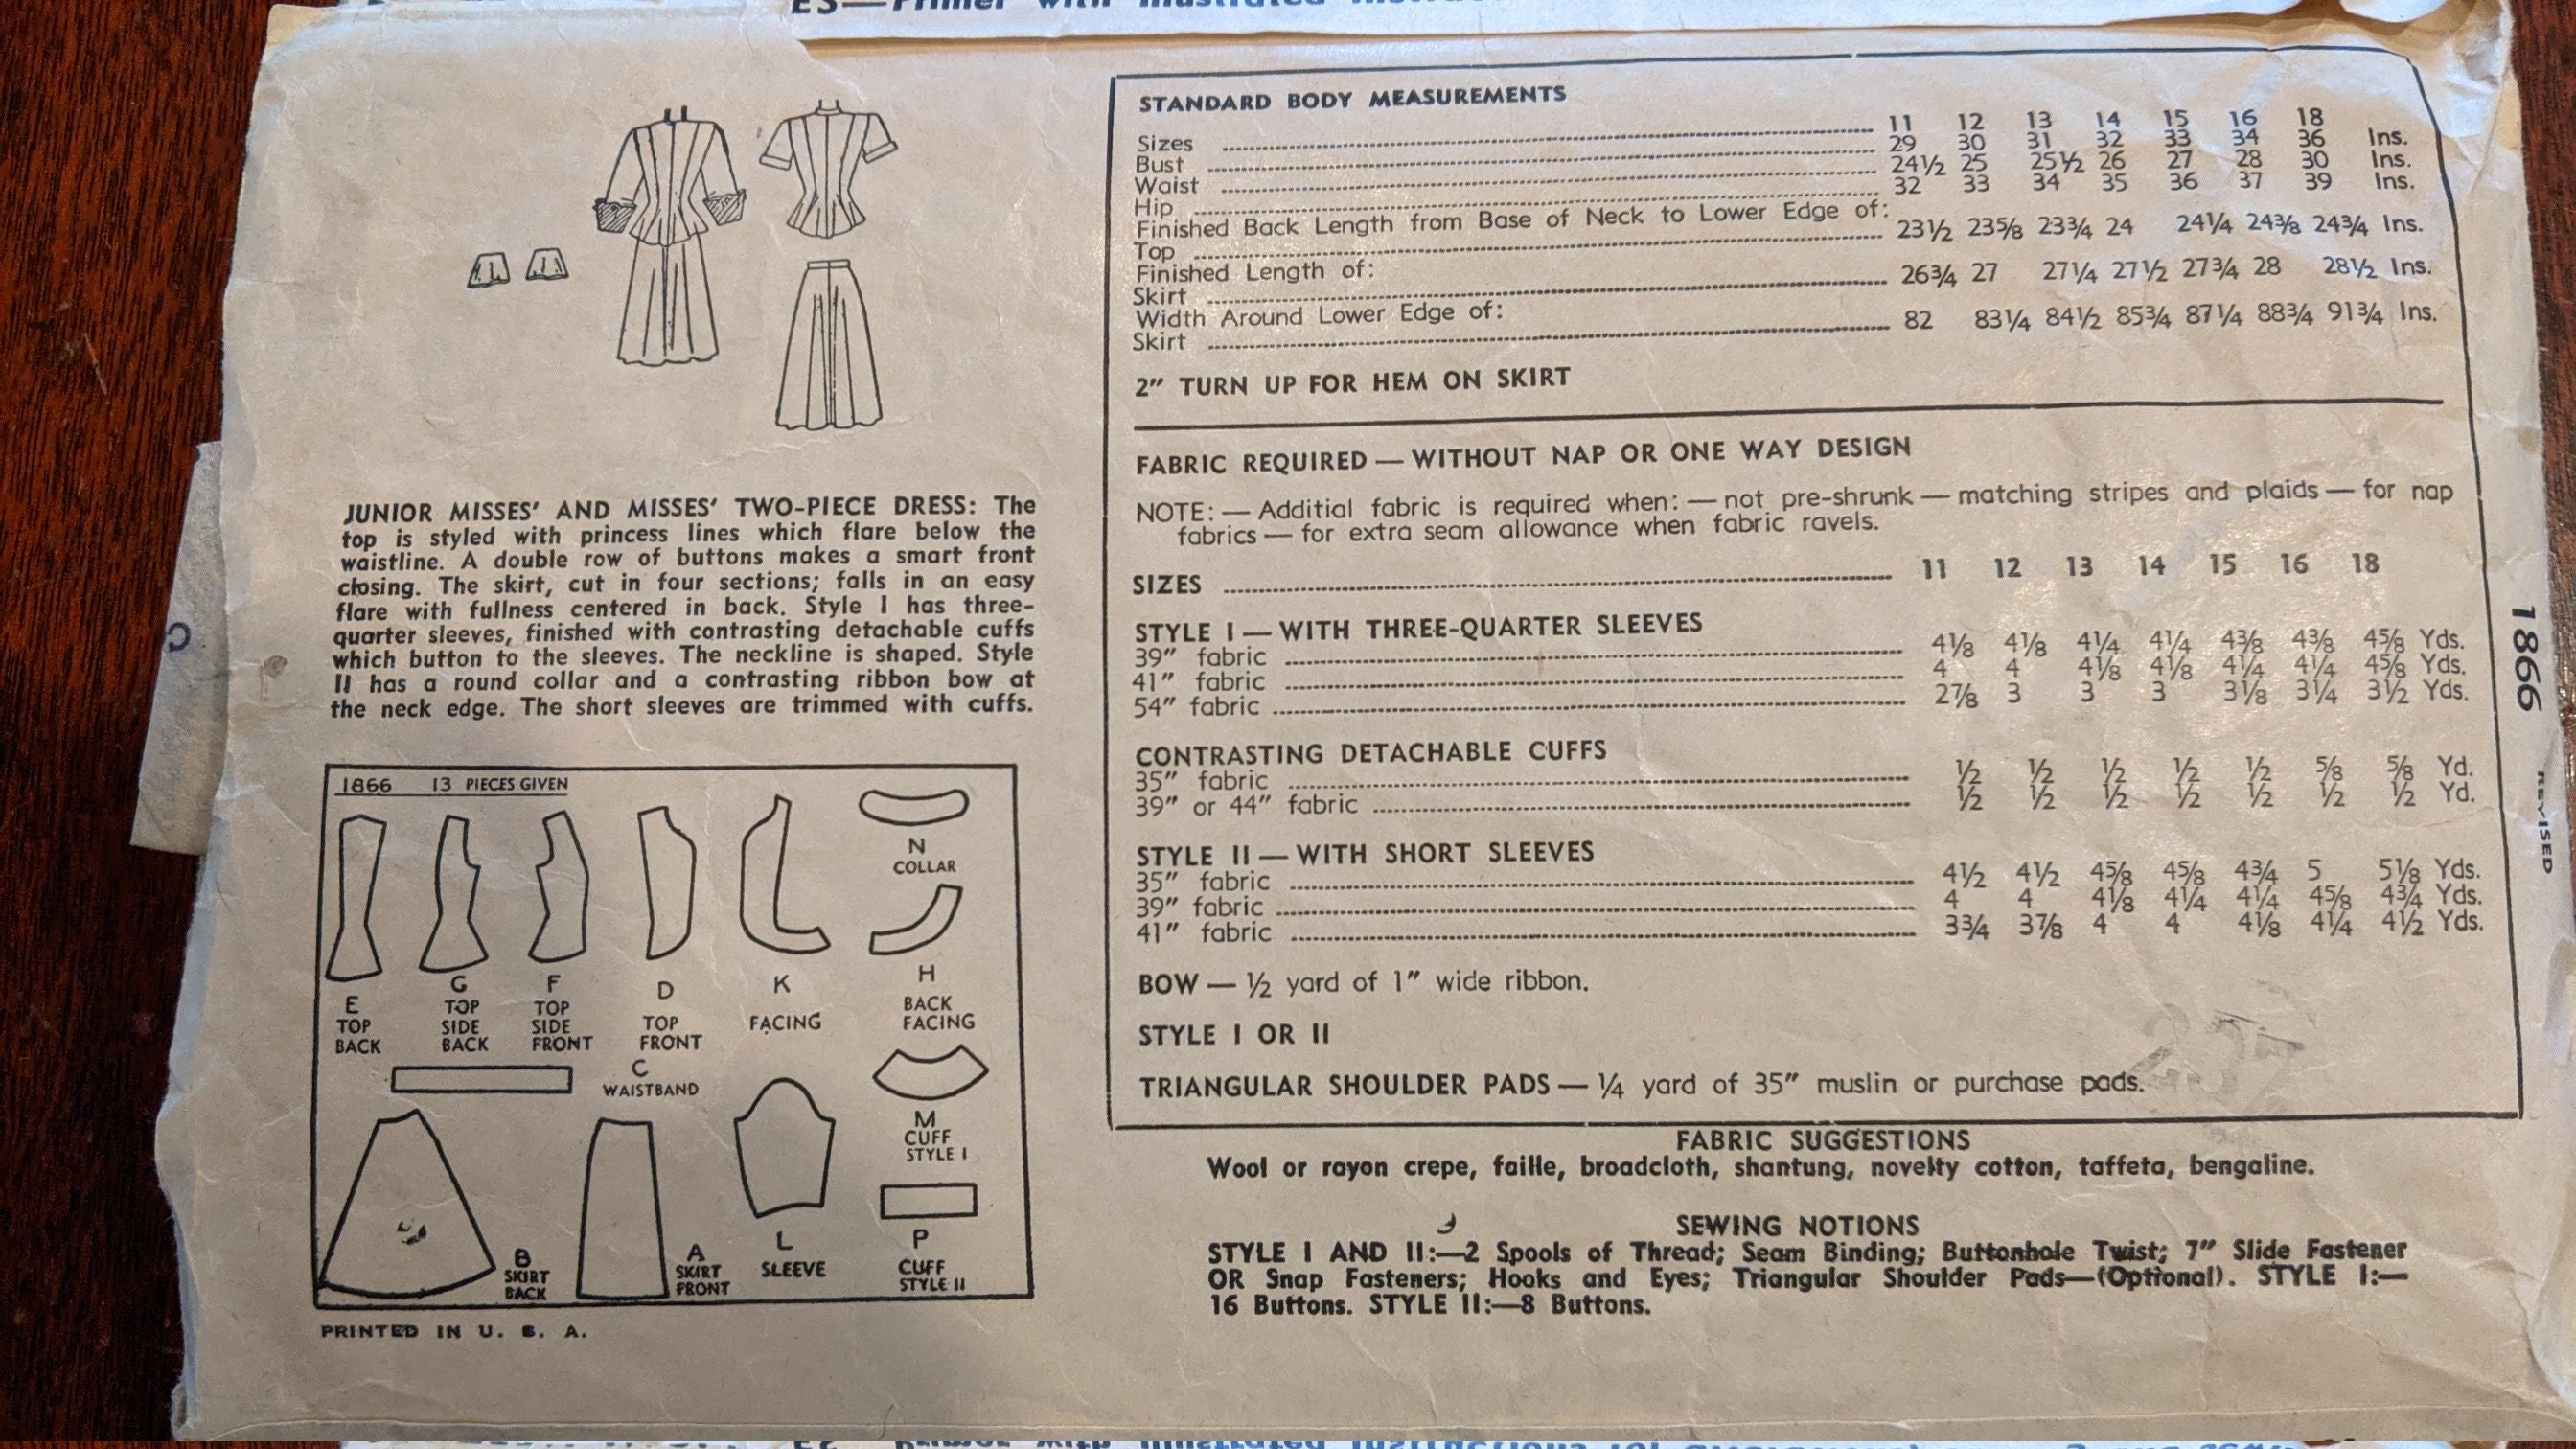 ES—Primer with Illustrated
JUNIOR MISSES' AND MISSES' TWO-PIECE DRESS: The
top is styled with princess lines which flare below the
waistline. A double row of buttons makes a smart front
closing. The skirt, cut in four sections; falls in an easy
flare with fullness centered in back. Style I has three-
quarter sleeves, finished with contrasting detachable cuffs
which button to the sleeves. The neckline is shaped. Style
II has a round collar and a contrasting ribbon bow at
the neck edge. The short sleeves are trimmed with cuffs.
1866 13 PIECES GIVEN
N
COLLAR
E
TOP
BACK
G
TOP
SIDE
BACK
F
TOP
SIDE
FRONT
D
TOP
FRONT
K
FACING
H
BACK
FACING
C
WAISTBAND
M
CUFF
STYLE I
B
SKIRT
BACK
A
SKIRT
FRONT
L
SLEEVE
P
CUFF
STYLE II
PRINTED IN U. S. A.
STANDARD BODY MEASUREMENTS
Sizes 11 12 13 14 15 16 18
Bust 29 30 31 32 33 34 36 Ins.
Waist 24½ 25 25½ 26 27 28 30 Ins.
Hip 32 33 34 35 36 37 39 Ins.
Finished Back Length from Base of Neck to Lower Edge of:
Top 23½ 23⅝ 23¾ 24 24¼ 24⅜ 24¾ Ins.
Finished Length of:
Skirt 26¾ 27 27¼ 27½ 27¾ 28 28½ Ins.
Width Around Lower Edge of:
Skirt 82 83¼ 84½ 85¾ 87¼ 88¾ 91¾ Ins.
2" TURN UP FOR HEM ON SKIRT
FABRIC REQUIRED — WITHOUT NAP OR ONE WAY DESIGN
NOTE: — Additial fabric is required when: — not pre-shrunk — matching stripes and plaids — for nap
fabrics — for extra seam allowance when fabric ravels.
SIZES 11 12 13 14 15 16 18
STYLE I — WITH THREE-QUARTER SLEEVES
39" fabric 4⅛ 4⅛ 4¼ 4¼ 4⅜ 4⅜ 4⅝ Yds.
41" fabric 4 4 4⅛ 4⅛ 4¼ 4¼ 4⅝ Yds.
54" fabric 2⅞ 3 3 3 3⅛ 3¼ 3½ Yds.
CONTRASTING DETACHABLE CUFFS
35" fabric ½ ½ ½ ½ ½ ⅝ ⅝ Yd.
39" or 44" fabric ½ ½ ½ ½ ½ ½ ½ Yd.
STYLE II — WITH SHORT SLEEVES
35" fabric 4½ 4½ 4⅝ 4⅝ 4¾ 5 5⅛ Yds.
39" fabric 4 4 4⅛ 4¼ 4¼ 4⅝ 4¾ Yds.
41" fabric 3¾ 3⅞ 4 4 4⅛ 4¼ 4½ Yds.
BOW — ½ yard of 1" wide ribbon.
STYLE I OR II
TRIANGULAR SHOULDER PADS — ¼ yard of 35" muslin or purchase pads.
FABRIC SUGGESTIONS
Wool or rayon crepe, faille, broadcloth, shantung, novelty cotton, taffeta, bengaline.
SEWING NOTIONS
STYLE I AND II:—2 Spools of Thread; Seam Binding; Buttonhole Twist; 7" Slide Fastener
OR Snap Fasteners; Hooks and Eyes; Triangular Shoulder Pads—(Optional). STYLE I:—
16 Buttons. STYLE II:—8 Buttons.
1866
REVISED